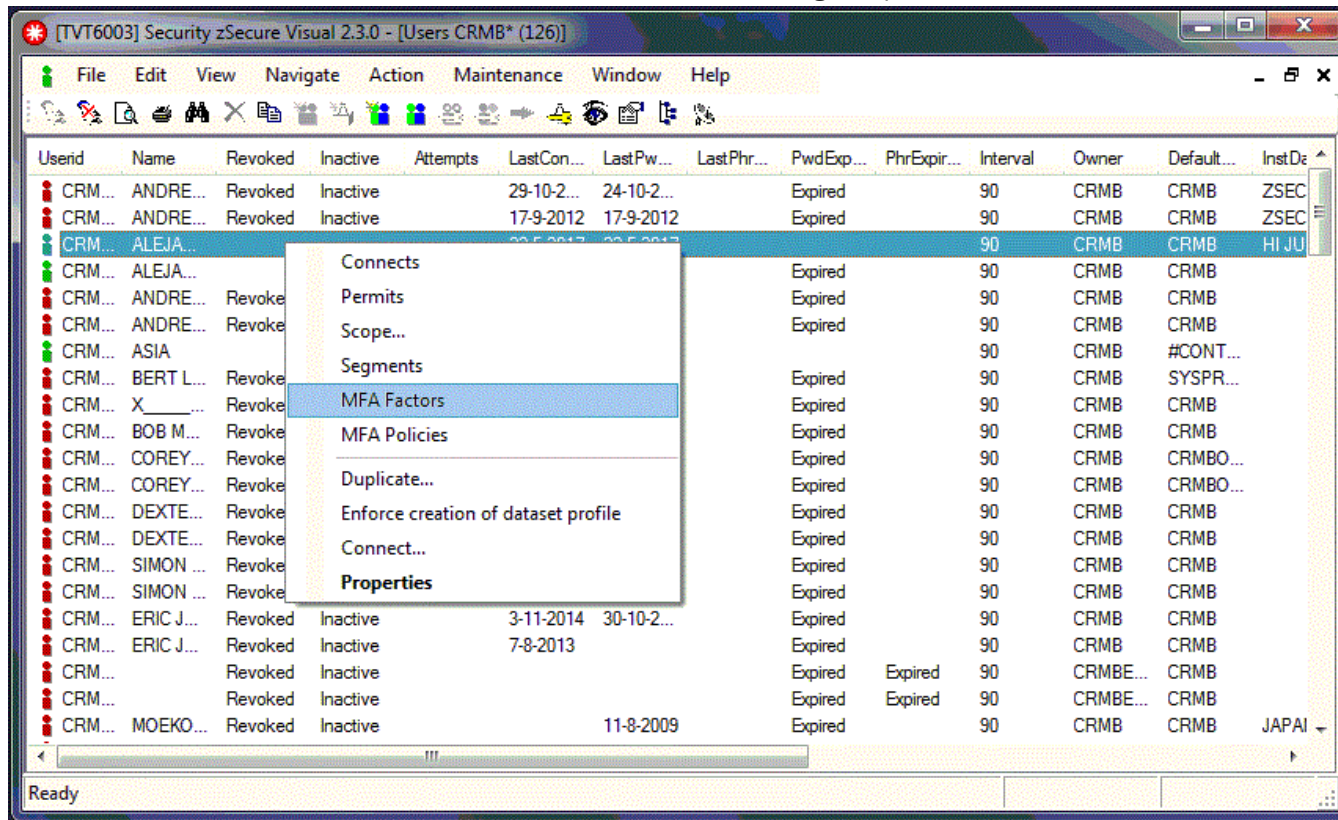 [TVT6003] Security zSecure Visual 2.3.0 - [Users CRMB* (126)]
File Edit View Navigate Action Maintenance Window Help
Userid Name Revoked Inactive Attempts LastCon... LastPw... LastPhr... PwdExp... PhrExpir... Interval Owner Default... InstDa
CRM... ANDRE... Revoked Inactive 29-10-2... 24-10-2... Expired 90 CRMB CRMB ZSEC
CRM... ANDRE... Revoked Inactive 17-9-2012 17-9-2012 Expired 90 CRMB CRMB ZSEC
CRM... ALEJA... 90 CRMB CRMB HI JU
CRM... ALEJA... Expired 90 CRMB CRMB
CRM... ANDRE... Revoke Expired 90 CRMB CRMB
CRM... ANDRE... Revoke Expired 90 CRMB CRMB
CRM... ASIA 90 CRMB #CONT...
CRM... BERT L... Revoke Expired 90 CRMB SYSPR...
CRM... X____... Revoke Expired 90 CRMB CRMB
CRM... BOB M... Revoke Expired 90 CRMB CRMB
CRM... COREY... Revoke Expired 90 CRMB CRMBO...
CRM... COREY... Revoke Expired 90 CRMB CRMBO...
CRM... DEXTE... Revoke Expired 90 CRMB CRMB
CRM... DEXTE... Revoke Expired 90 CRMB CRMB
CRM... SIMON ... Revoke Expired 90 CRMB CRMB
CRM... SIMON ... Revoke Expired 90 CRMB CRMB
CRM... ERIC J... Revoked Inactive 3-11-2014 30-10-2... Expired 90 CRMB CRMB
CRM... ERIC J... Revoked Inactive 7-8-2013 Expired 90 CRMB CRMB
CRM... Revoked Inactive Expired Expired 90 CRMBE... CRMB
CRM... Revoked Inactive Expired Expired 90 CRMBE... CRMB
CRM... MOEKO... Revoked Inactive 11-8-2009 Expired 90 CRMB CRMB JAPAI
Connects
Permits
Scope...
Segments
MFA Factors
MFA Policies
Duplicate...
Enforce creation of dataset profile
Connect...
Properties
Ready